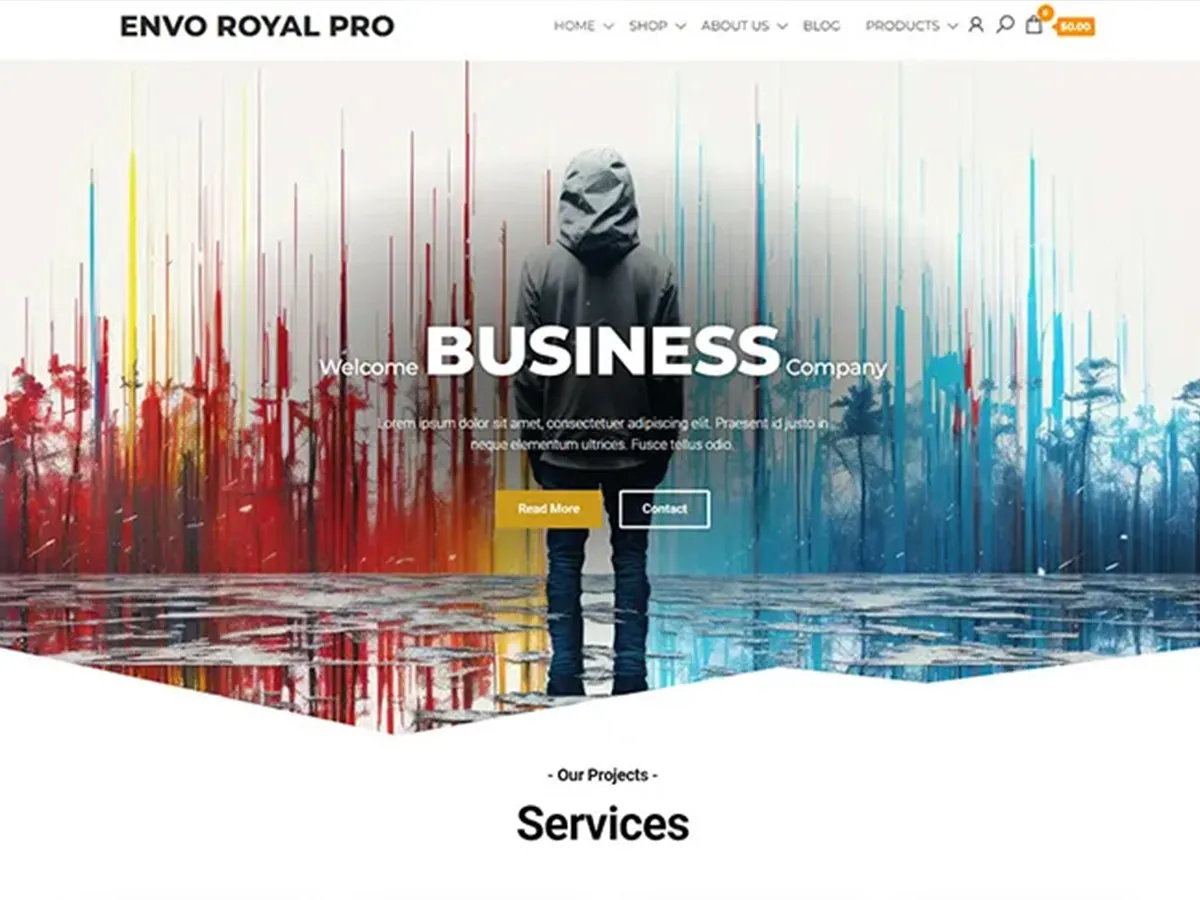 ENVO ROYAL PRO
HOME SHOP ABOUT US BLOG PRODUCTS 0 $0.00
Welcome BUSINESS Company
Lorem ipsum dolor sit amet, consectetuer adipiscing elit. Praesent id justo in
neque elementum ultrices. Fusce tellus odio.
Read More Contact
- Our Projects -
Services